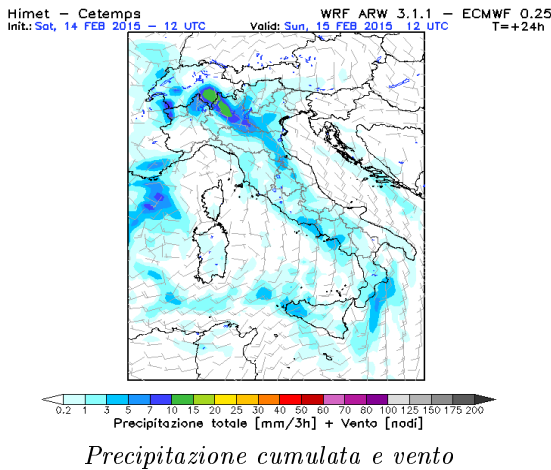 Himet – Cetemps WRF ARW 3.1.1 – ECMWF 0.25
Init.: Sat, 14 FEB 2015 – 12 UTC Valid: Sun, 15 FEB 2015 12 UTC T=+24h
0.2 1 3 5 7 10 15 20 25 30 40 50 60 70 80 100 125 150 175 200
Precipitazione totale [mm/3h] + Vento [nodi]
Precipitazione cumulata e vento